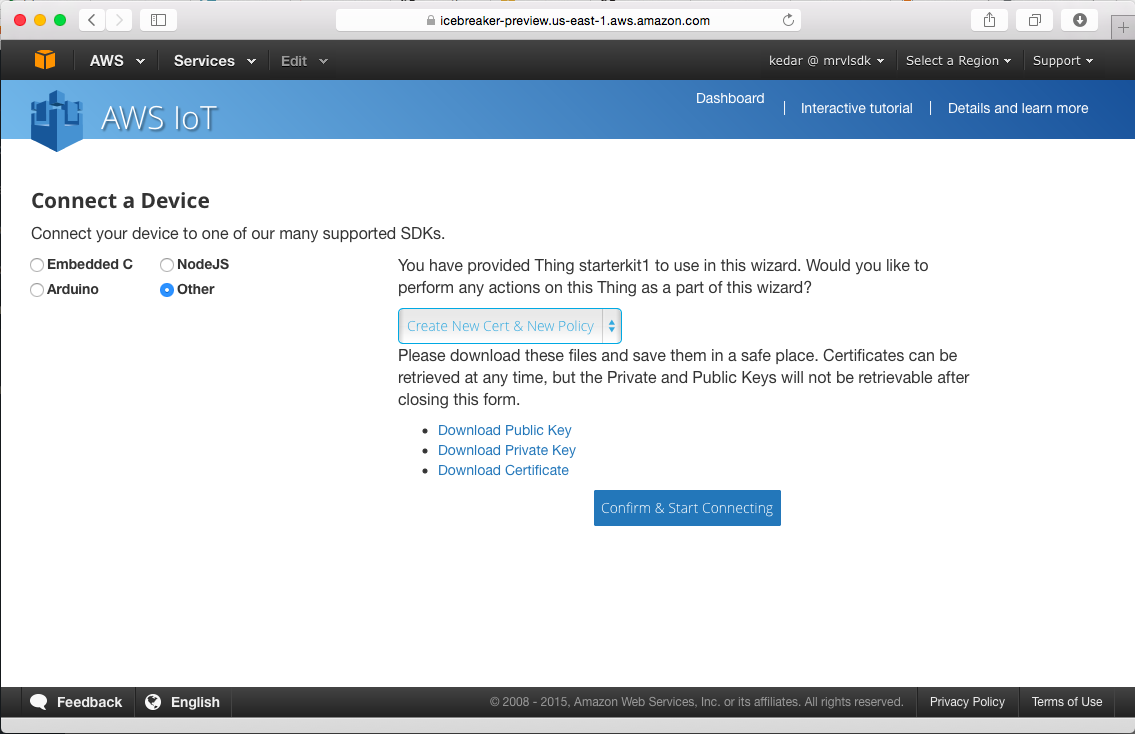 icebreaker-preview.us-east-1.aws.amazon.com
AWS Services Edit kedar @ mrvlsdk Select a Region Support
AWS IoT
Dashboard | Interactive tutorial | Details and learn more
Connect a Device
Connect your device to one of our many supported SDKs.
Embedded C NodeJS
Arduino Other
You have provided Thing starterkit1 to use in this wizard. Would you like to
perform any actions on this Thing as a part of this wizard?
Create New Cert & New Policy
Please download these files and save them in a safe place. Certificates can be
retrieved at any time, but the Private and Public Keys will not be retrievable after
closing this form.
• Download Public Key
• Download Private Key
• Download Certificate
Confirm & Start Connecting
Feedback English © 2008 - 2015, Amazon Web Services, Inc. or its affiliates. All rights reserved. Privacy Policy Terms of Use